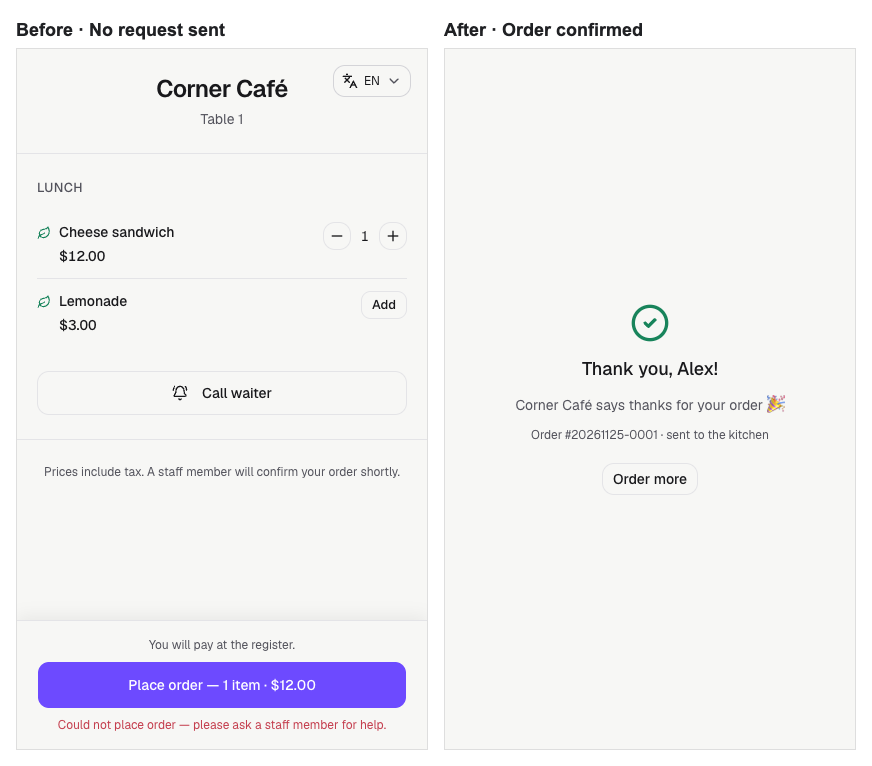 Before · No request sent
Corner Café
EN
Table 1
LUNCH
Cheese sandwich
$12.00
1
Lemonade
$3.00
Add
Call waiter
Prices include tax. A staff member will confirm your order shortly.
You will pay at the register.
Place order — 1 item · $12.00
Could not place order — please ask a staff member for help.
After · Order confirmed
Thank you, Alex!
Corner Café says thanks for your order 🎉
Order #20261125-0001 · sent to the kitchen
Order more